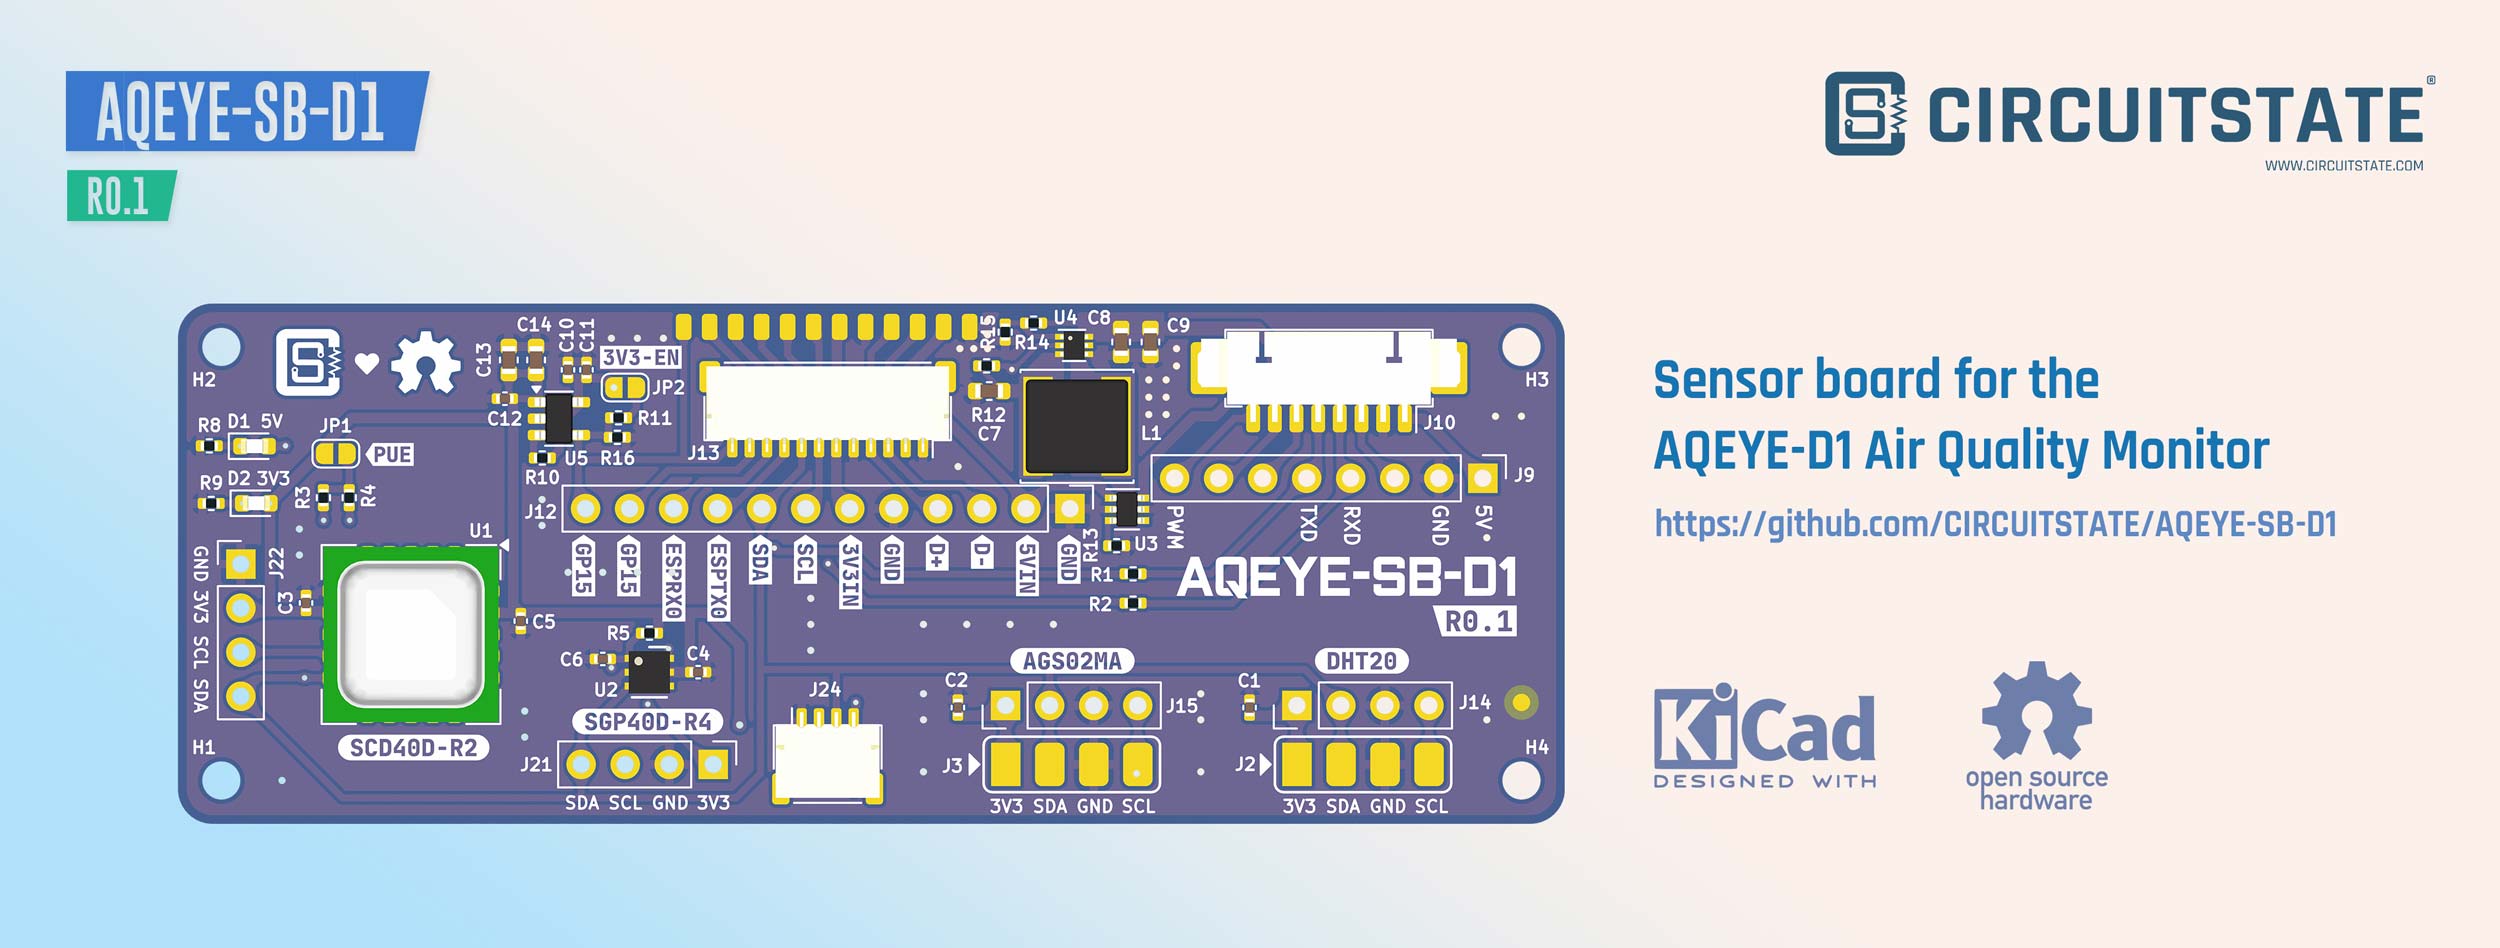 AQEYE-SB-D1
R0.1
CIRCUITSTATE®
WWW.CIRCUITSTATE.COM
Sensor board for the
AQEYE-D1 Air Quality Monitor
https://github.com/CIRCUITSTATE/AQEYE-SB-D1
KiCad
DESIGNED WITH
open source
hardware
H2
C13
C14
C10
C11
3V3-EN
JP2
C12
R11
U5
R16
R10
J13
R15
R14
U4
C8
C9
R12
C7
L1
J10
H3
R8
D1
5V
JP1
PUE
R9
D2
3V3
R3
R4
J12
GP15
GP15
ESPRX0
ESPTX0
SDA
SCL
3V3IN
GND
D+
D-
5VIN
GND
R13
U3
R1
R2
J9
PWM
TXD
RXD
GND
5V
AQEYE-SB-D1
R0.1
U1
J22
GND
3V3
SCL
SDA
C3
C5
SCD40D-R2
H1
R5
C6
C4
U2
SGP40D-R4
J21
SDA SCL GND 3V3
J24
AGS02MA
C2
J15
J3
3V3 SDA GND SCL
DHT20
C1
J14
J2
3V3 SDA GND SCL
H4